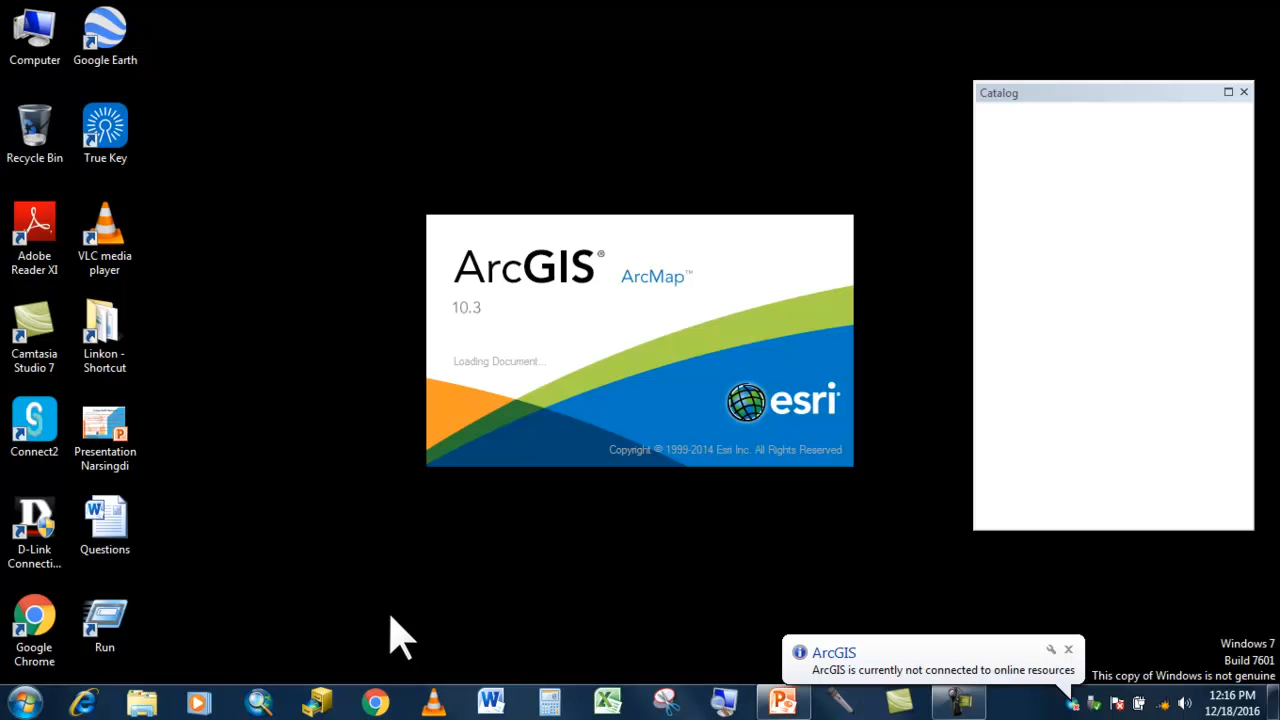 Computer
Google Earth
Recycle Bin
True Key
Adobe
Reader XI
VLC media
player
Camtasia
Studio 7
Linkon -
Shortcut
Connect2
Presentation
Narsingdi
D-Link
Connecti...
Questions
Google
Chrome
Run
ArcGIS® ArcMap™
10.3
Loading Document...
esri
Copyright © 1999-2014 Esri Inc. All Rights Reserved
Catalog
ArcGIS
ArcGIS is currently not connected to online resources
Windows 7
Build 7601
This copy of Windows is not genuine
12:16 PM
12/18/2016